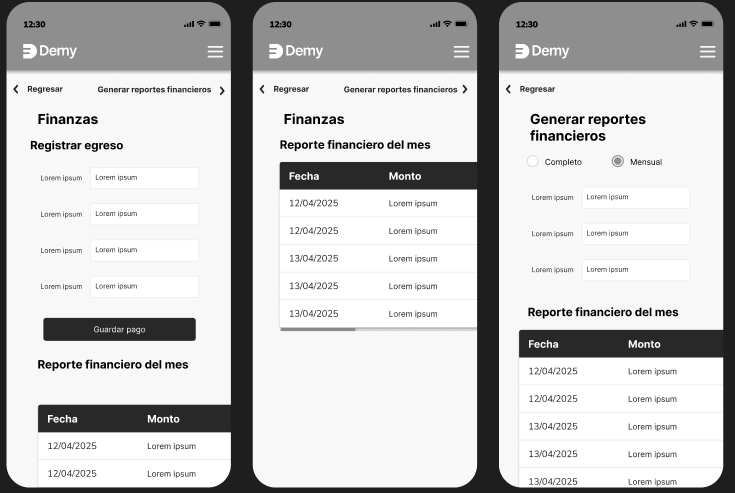 12:30
Demy
Regresar
Generar reportes financieros
Finanzas
Registrar egreso
Lorem ipsum
Lorem ipsum
Lorem ipsum
Lorem ipsum
Lorem ipsum
Lorem ipsum
Lorem ipsum
Lorem ipsum
Guardar pago
Reporte financiero del mes
Fecha Monto
12/04/2025 Lorem ipsum
12/04/2025 Lorem ipsum
12:30
Demy
Regresar
Generar reportes financieros
Finanzas
Reporte financiero del mes
Fecha Monto
12/04/2025 Lorem ipsum
12/04/2025 Lorem ipsum
13/04/2025 Lorem ipsum
13/04/2025 Lorem ipsum
13/04/2025 Lorem ipsum
12:30
Demy
Regresar
Generar reportes
financieros
Completo Mensual
Lorem ipsum
Lorem ipsum
Lorem ipsum
Lorem ipsum
Lorem ipsum
Lorem ipsum
Reporte financiero del mes
Fecha Monto
12/04/2025 Lorem ipsum
12/04/2025 Lorem ipsum
13/04/2025 Lorem ipsum
13/04/2025 Lorem ipsum
13/04/2025 Lorem ipsum